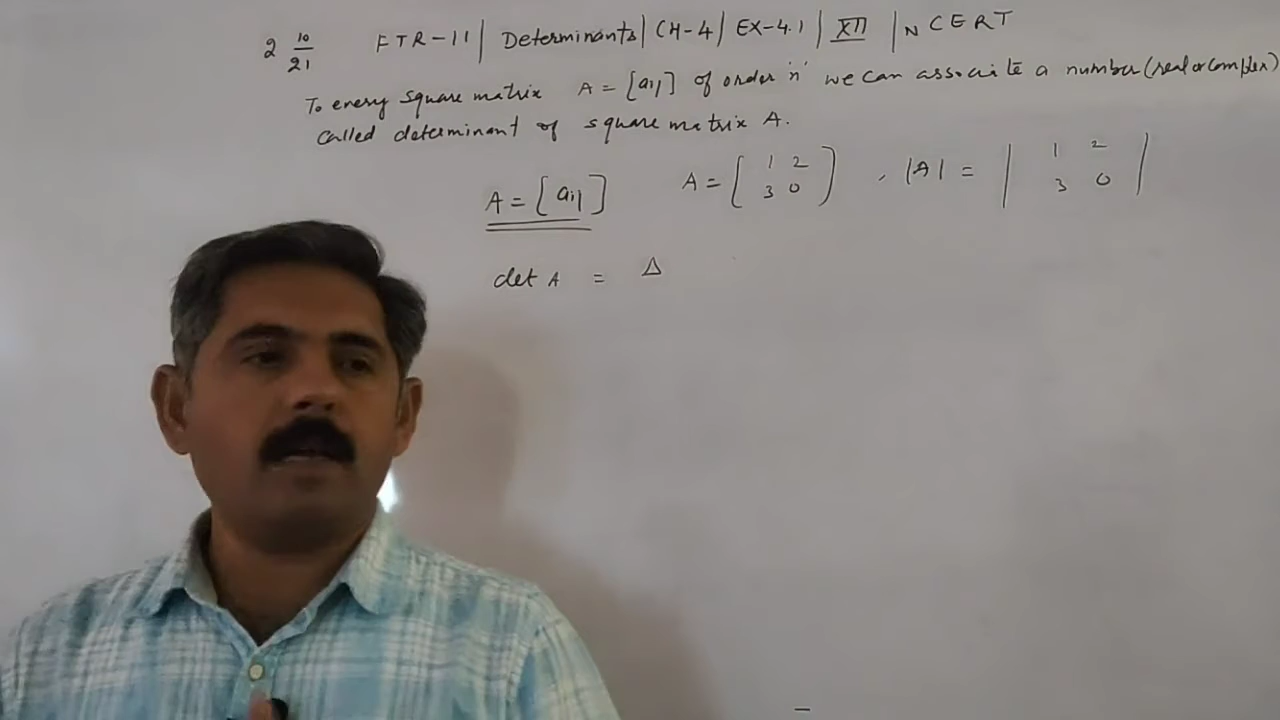 2 10/21 FTR-11 | Determinants | CH-4 | EX-4.1 | XII | NCERT
To every square matrix A = [aij] of order 'n' we can associate a number (real or complex)
called determinant of square matrix A.
A = [aij] A = [1 2 3 0] , |A| = | 1 2 3 0 |
det A = Δ